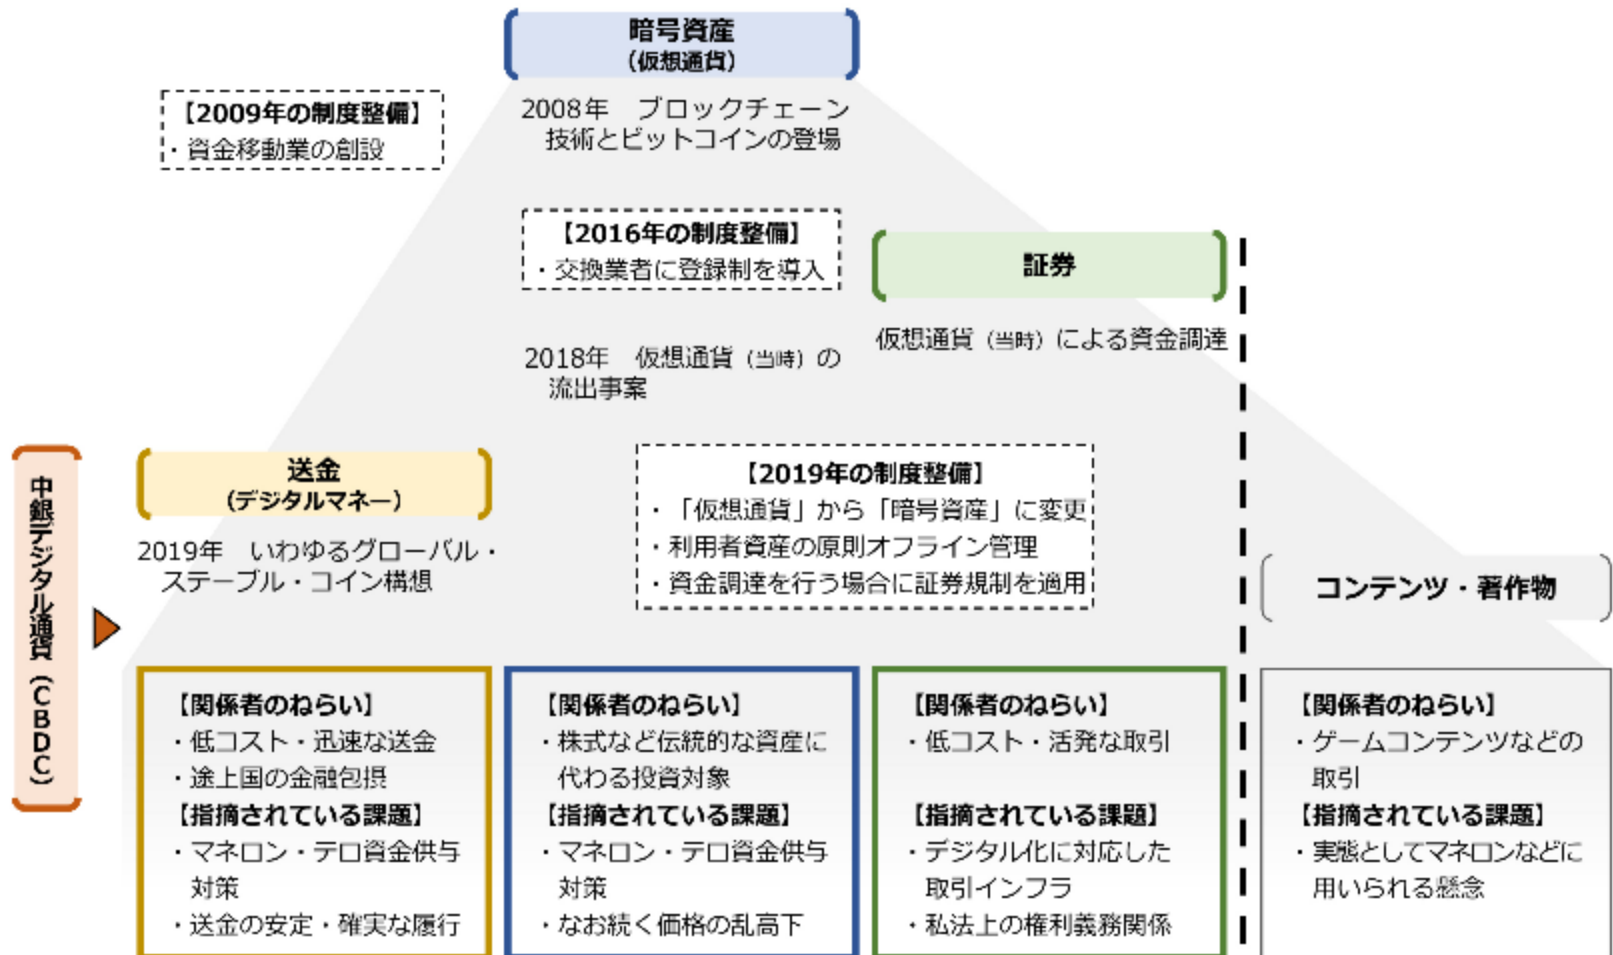 暗号資産
（仮想通貨）
2008年　ブロックチェーン
技術とビットコインの登場
【2009年の制度整備】
・資金移動業の創設
【2016年の制度整備】
・交換業者に登録制を導入
2018年　仮想通貨（当時）の
流出事案
証券
仮想通貨（当時）による資金調達
【2019年の制度整備】
・「仮想通貨」から「暗号資産」に変更
・利用者資産の原則オフライン管理
・資金調達を行う場合に証券規制を適用
送金
（デジタルマネー）
2019年　いわゆるグローバル・
ステーブル・コイン構想
コンテンツ・著作物
中銀デジタル通貨（CBDC）
【関係者のねらい】
・低コスト・迅速な送金
・途上国の金融包摂
【指摘されている課題】
・マネロン・テロ資金供与
対策
・送金の安定・確実な履行
【関係者のねらい】
・株式など伝統的な資産に
代わる投資対象
【指摘されている課題】
・マネロン・テロ資金供与
対策
・なお続く価格の乱高下
【関係者のねらい】
・低コスト・活発な取引
【指摘されている課題】
・デジタル化に対応した
取引インフラ
・私法上の権利義務関係
【関係者のねらい】
・ゲームコンテンツなどの
取引
【指摘されている課題】
・実態としてマネロンなどに
用いられる懸念